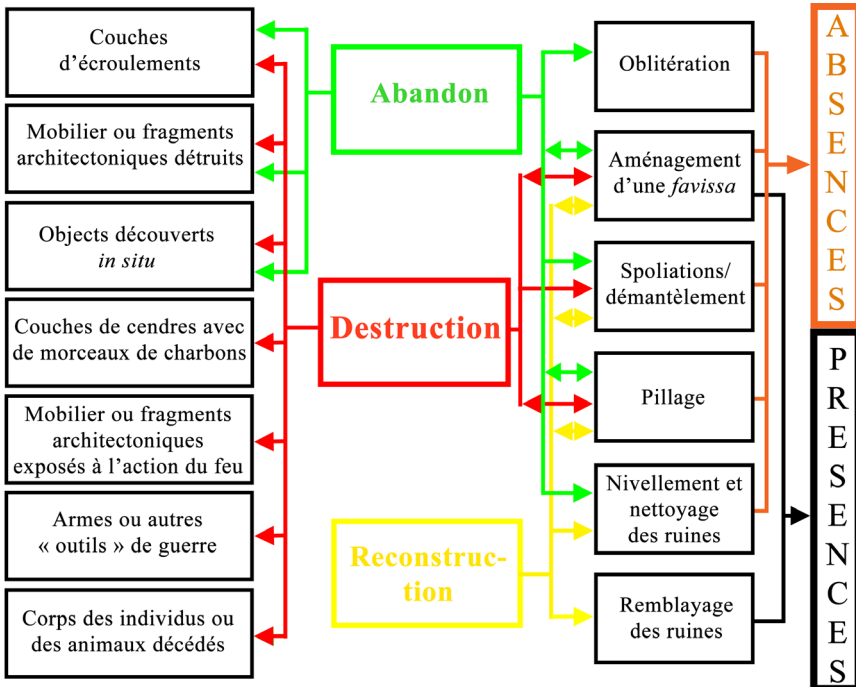 Couches
d’écroulements
Mobilier ou fragments
architectoniques détruits
Objects découverts
in situ
Couches de cendres avec
de morceaux de charbons
Mobilier ou fragments
architectoniques
exposés à l’action du feu
Armes ou autres
« outils » de guerre
Corps des individus ou
des animaux décédés
Abandon
Destruction
Reconstruc-
tion
Oblitération
Aménagement
d’une favissa
Spoliations/
démantèlement
Pillage
Nivellement et
nettoyage
des ruines
Remblayage
des ruines
ABSENCES
PRESENCES